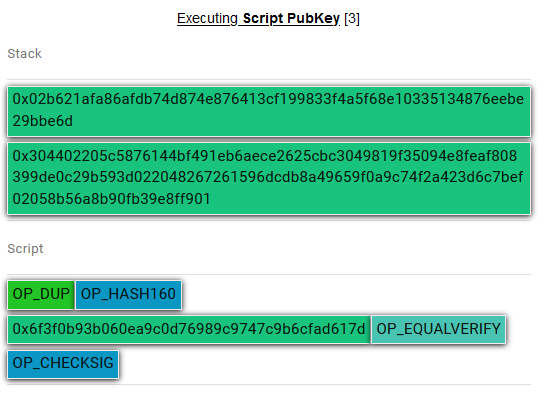 Executing Script PubKey [3]
Stack
0x02b621afa86afdb74d874e876413cf199833f4a5f68e10335134876eebe
29bbe6d
0x304402205c5876144bf491eb6aece2625cbc3049819f35094e8feaf808
399de0c29b593d022048267261596dcdb8a49659f0a9c74f2a423d6c7bef
02058b56a8b90fb39e8ff901
Script
OP_DUP OP_HASH160
0x6f3f0b93b060ea9c0d76989c9747c9b6cfad617d OP_EQUALVERIFY
OP_CHECKSIG